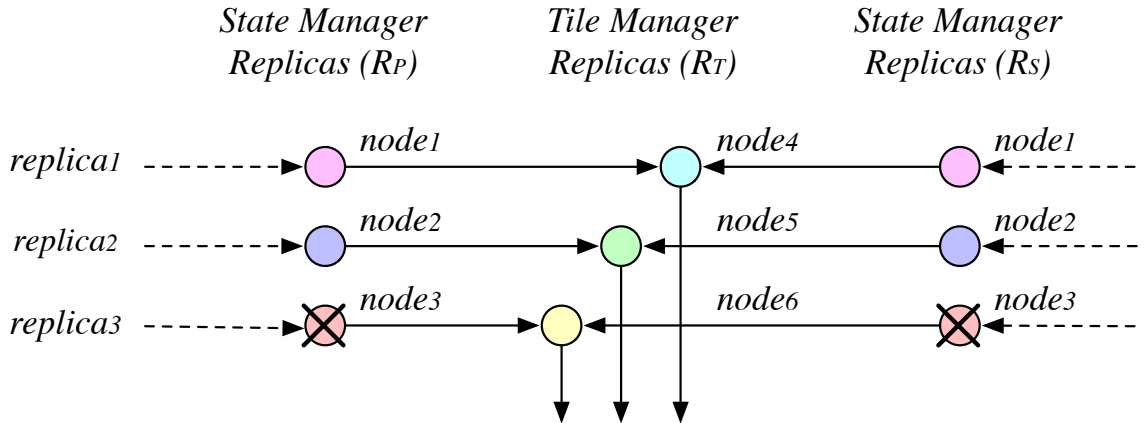 State Manager
Replicas (RP)
Tile Manager
Replicas (RT)
State Manager
Replicas (RS)
replica1
node1
node4
node1
replica2
node2
node5
node2
replica3
node3
node6
node3